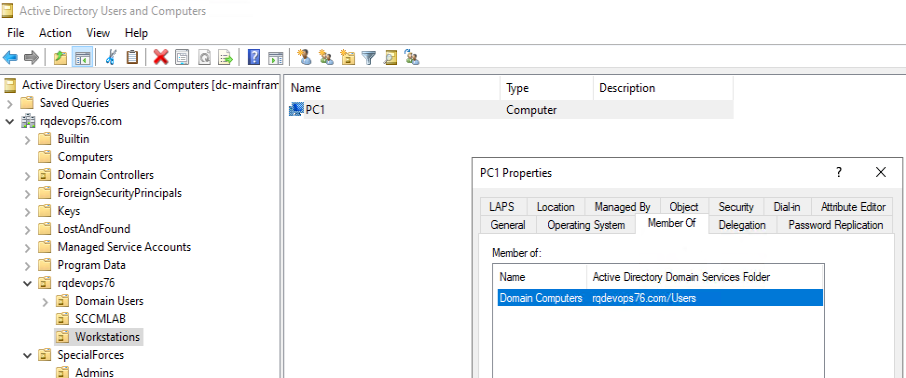 Active Directory Users and Computers
File Action View Help
Active Directory Users and Computers [dc-mainfram
Saved Queries
rqdevops76.com
Builtin
Computers
Domain Controllers
ForeignSecurityPrincipals
Keys
LostAndFound
Managed Service Accounts
Program Data
rqdevops76
Domain Users
SCCMLAB
Workstations
SpecialForces
Admins
Name Type Description
PC1 Computer
PC1 Properties
LAPS Location Managed By Object Security Dial-in Attribute Editor
General Operating System Member Of Delegation Password Replication
Member of:
Name Active Directory Domain Services Folder
Domain Computers rqdevops76.com/Users